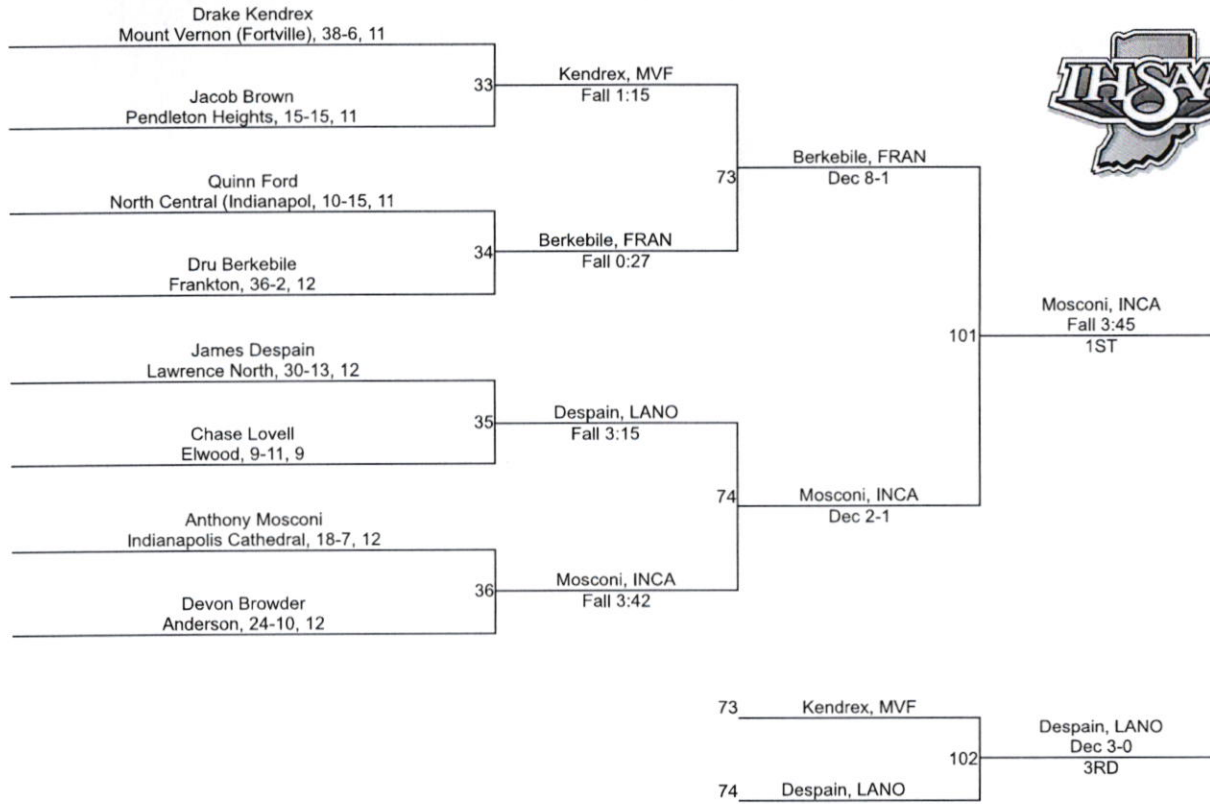 Drake Kendrex
Mount Vernon (Fortville), 38-6, 11
33
Kendrex, MVF
Fall 1:15
Jacob Brown
Pendleton Heights, 15-15, 11
IHSAA
73
Berkebile, FRAN
Dec 8-1
Quinn Ford
North Central (Indianapol, 10-15, 11
34
Berkebile, FRAN
Fall 0:27
Dru Berkebile
Frankton, 36-2, 12
101
Mosconi, INCA
Fall 3:45
1ST
James Despain
Lawrence North, 30-13, 12
35
Despain, LANO
Fall 3:15
Chase Lovell
Elwood, 9-11, 9
74
Mosconi, INCA
Dec 2-1
Anthony Mosconi
Indianapolis Cathedral, 18-7, 12
36
Mosconi, INCA
Fall 3:42
Devon Browder
Anderson, 24-10, 12
73
Kendrex, MVF
102
Despain, LANO
Dec 3-0
3RD
74
Despain, LANO